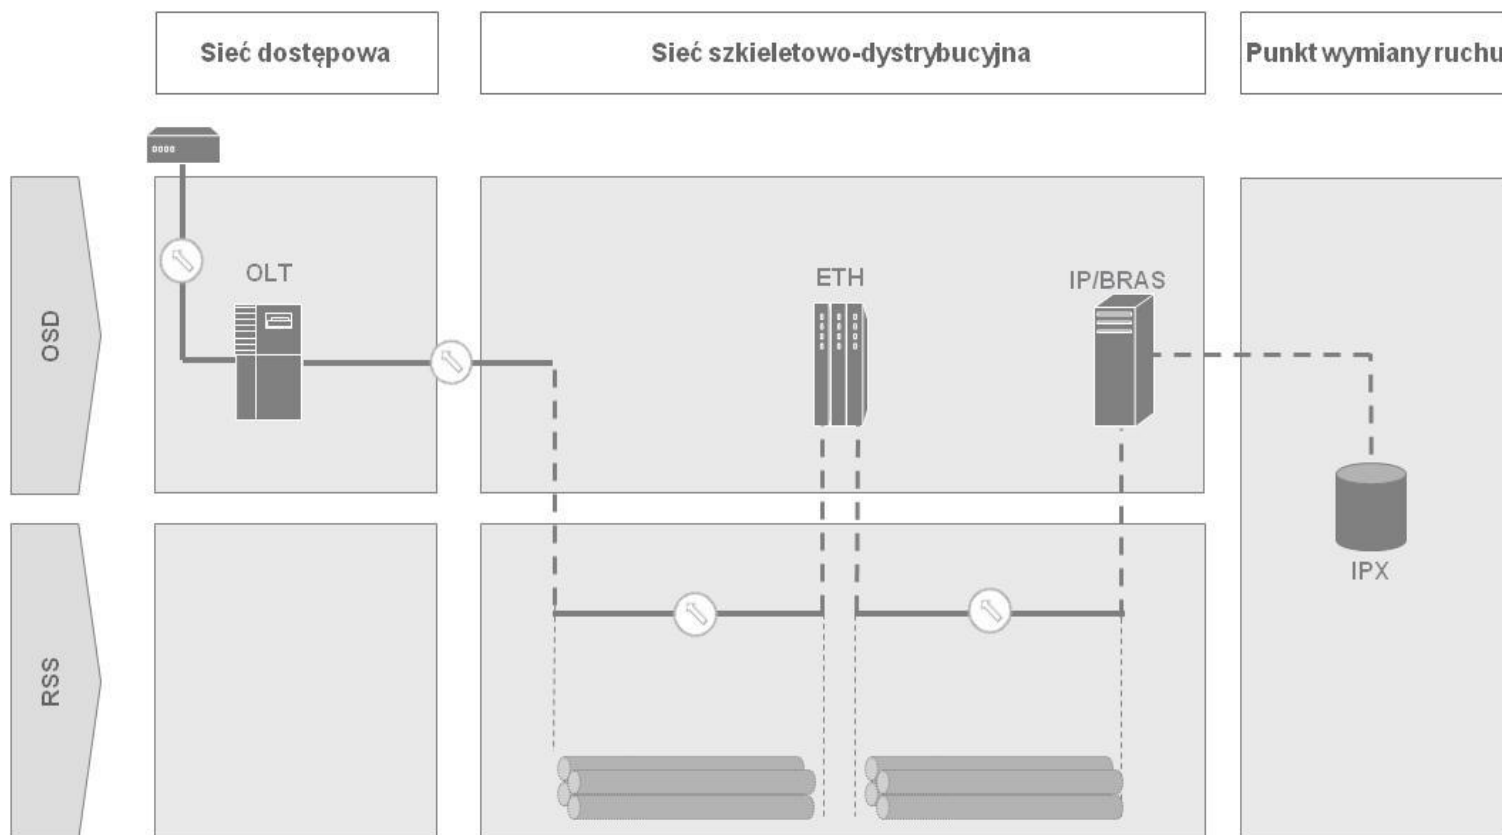 Sieć dostępowa
Sieć szkieletowo-dystrybucyjna
Punkt wymiany ruchu
OSD
OLT
ETH
IP/BRAS
IPX
RSS